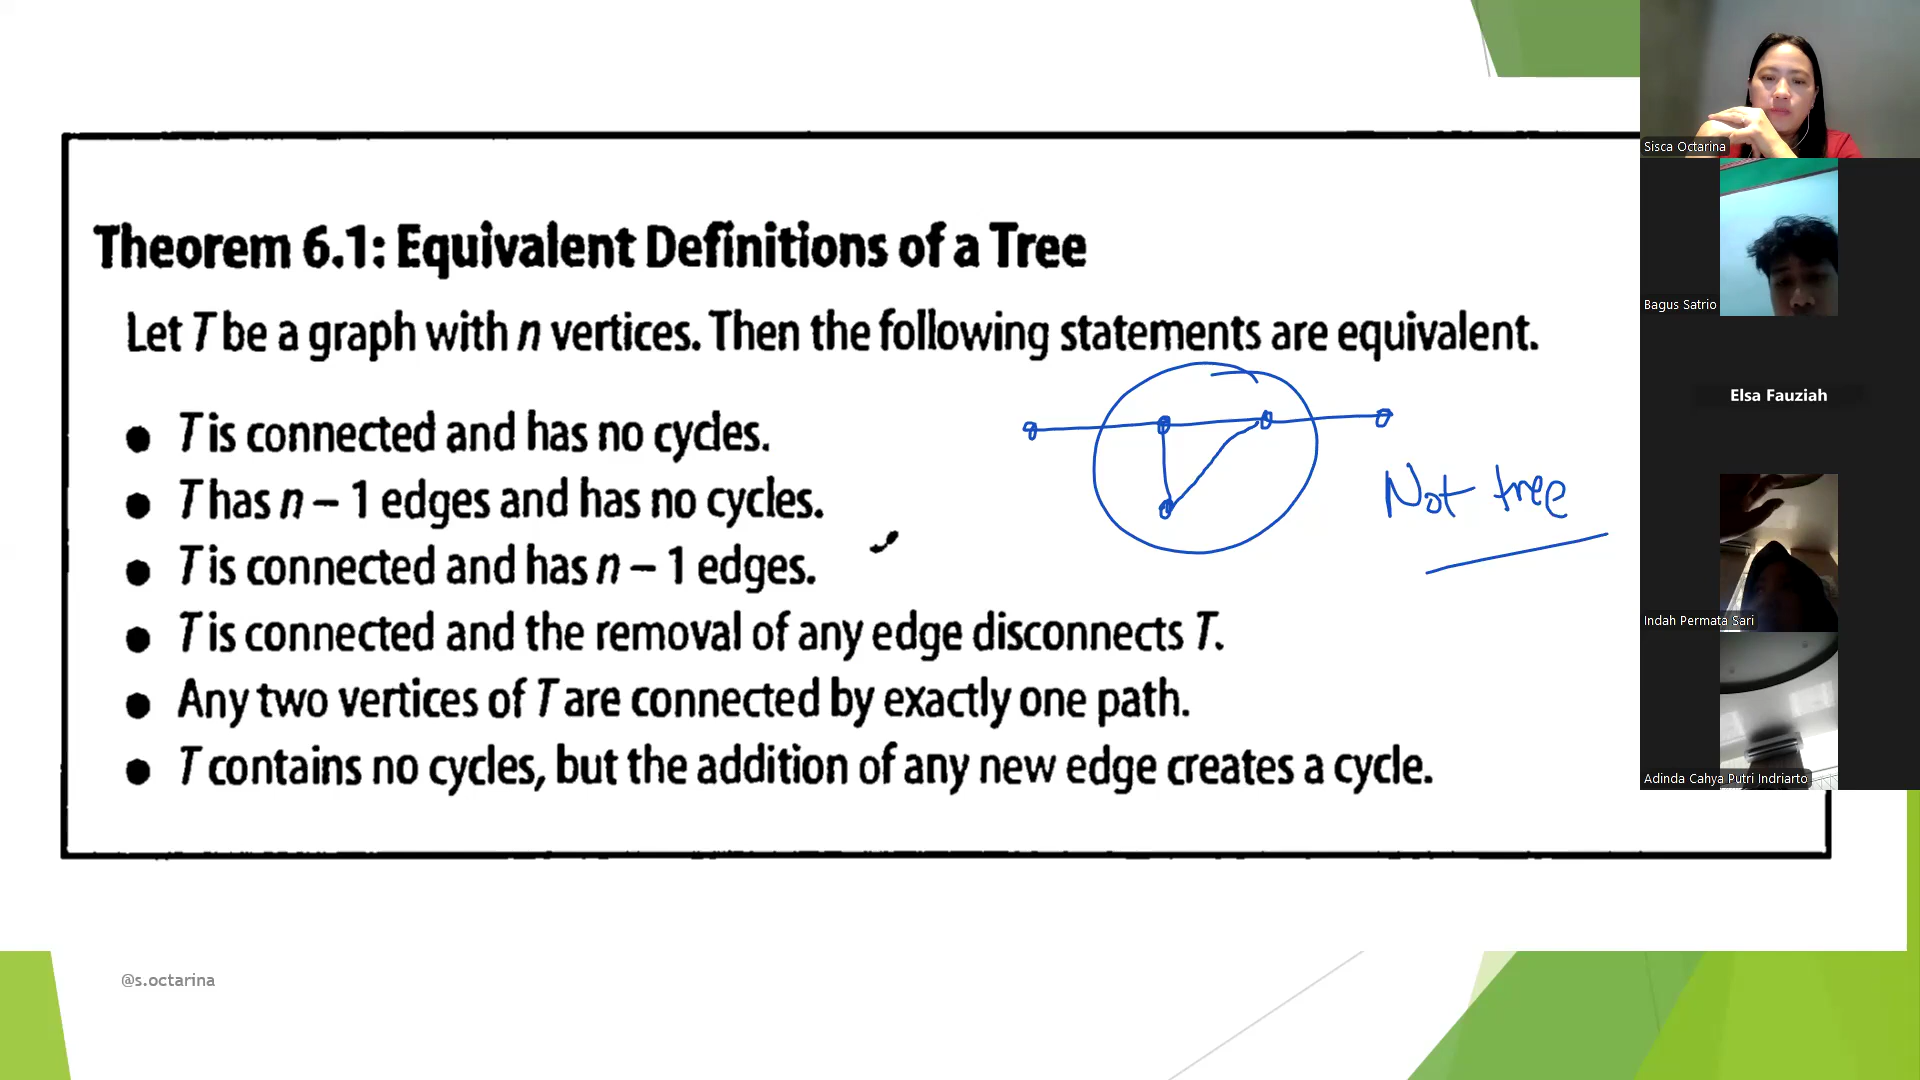 Theorem 6.1: Equivalent Definitions of a Tree
Let T be a graph with n vertices. Then the following statements are equivalent.
● T is connected and has no cycles.
● T has n – 1 edges and has no cycles.
● T is connected and has n – 1 edges.
● T is connected and the removal of any edge disconnects T.
● Any two vertices of T are connected by exactly one path.
● T contains no cycles, but the addition of any new edge creates a cycle.
Not tree
@s.octarina
Sisca Octarina
Bagus Satrio
Elsa Fauziah
Indah Permata Sari
Adinda Cahya Putri Indriarto